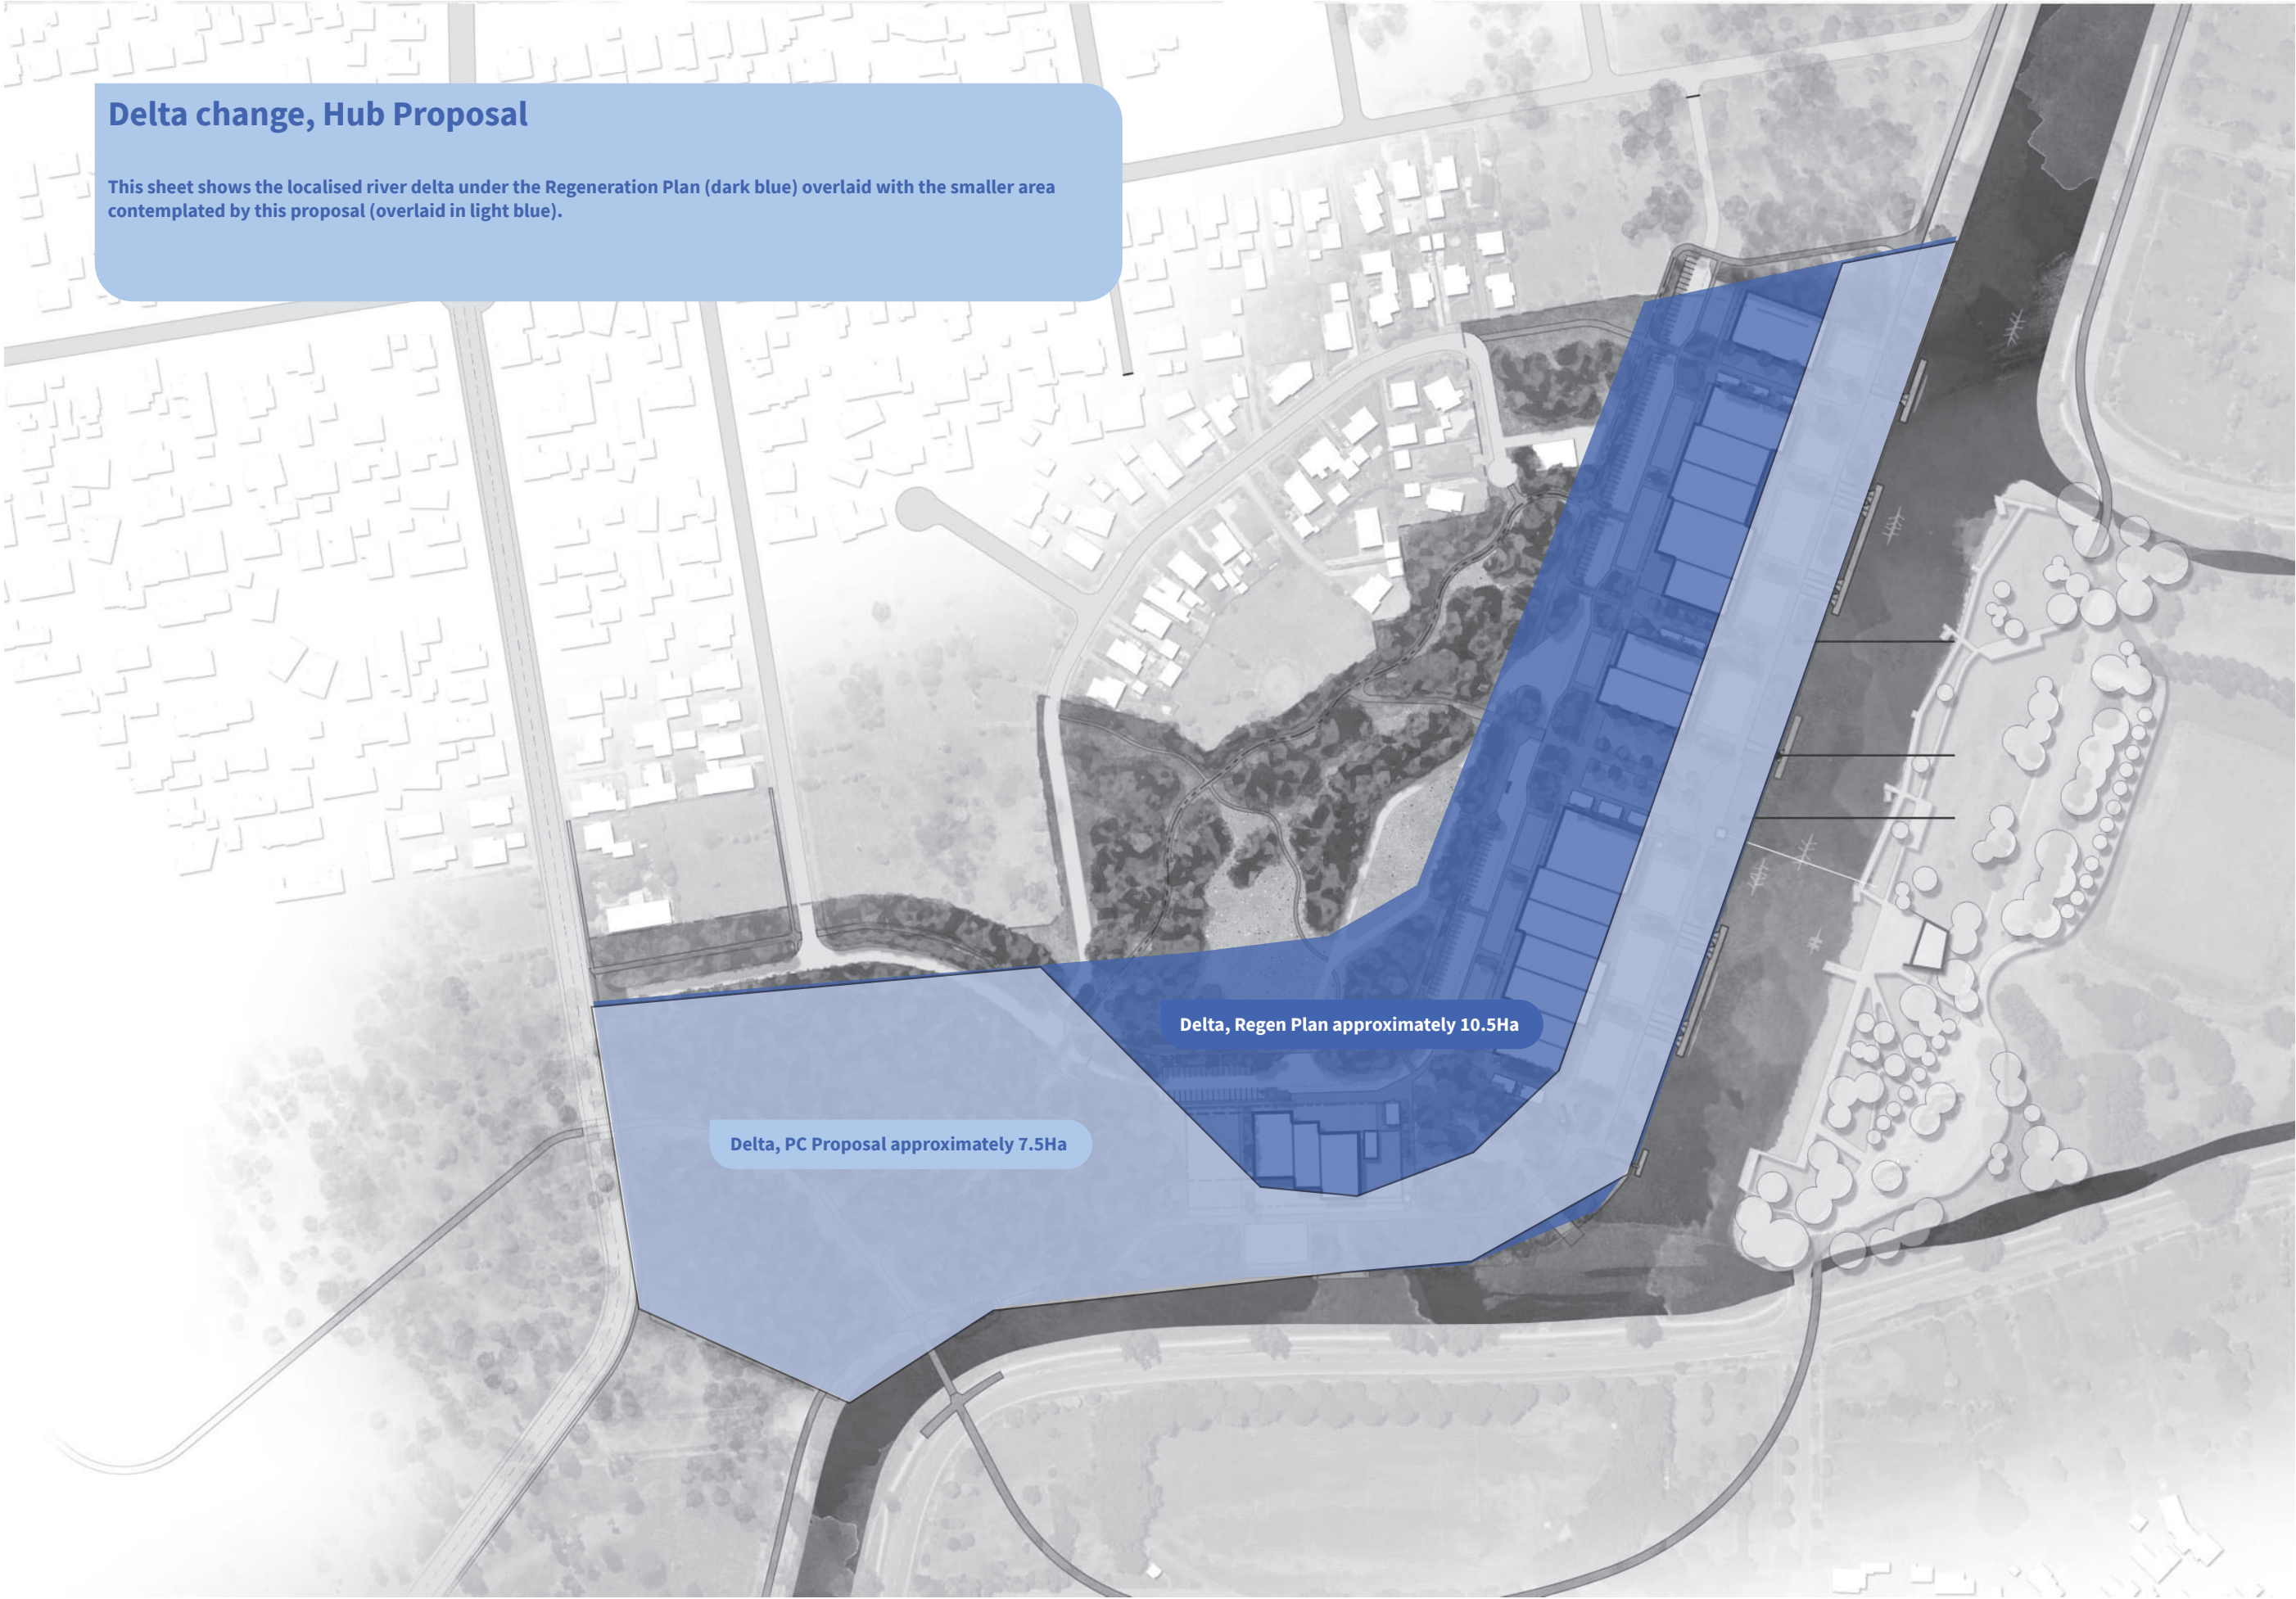 Delta change, Hub Proposal
This sheet shows the localised river delta under the Regeneration Plan (dark blue) overlaid with the smaller area
contemplated by this proposal (overlaid in light blue).
Delta, Regen Plan approximately 10.5Ha
Delta, PC Proposal approximately 7.5Ha